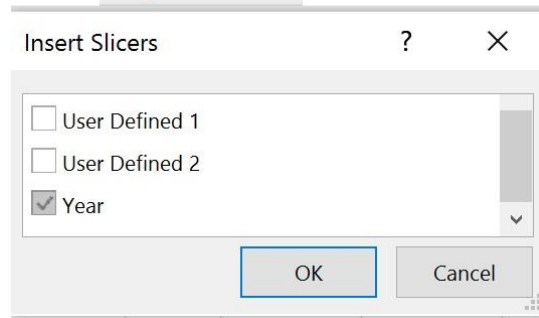 Insert Slicers ? ×
User Defined 1
User Defined 2
Year
OK Cancel